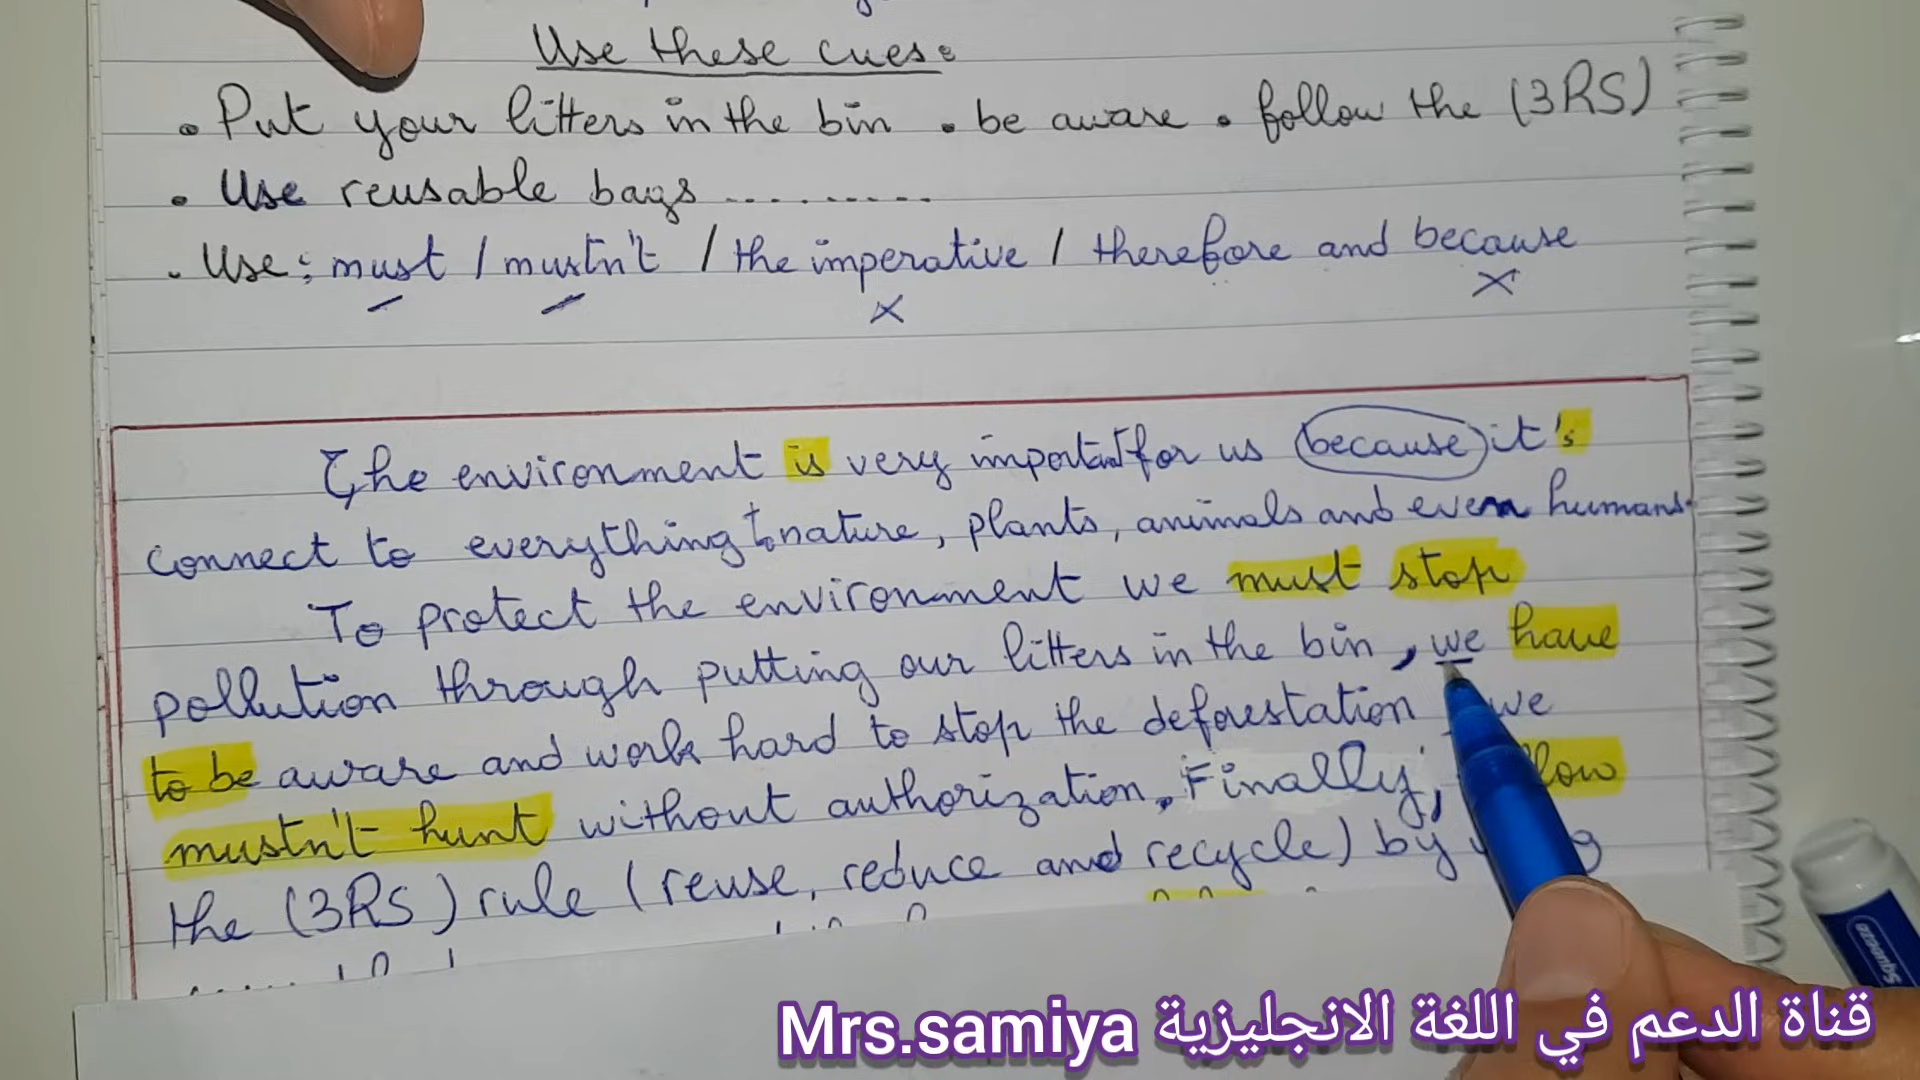 Use these cues:
• Put your litters in the bin • be aware • follow the (3RS)
• Use reusable bags .........
• Use: must / mustn't / the imperative / therefore and because
The environment is very important for us because it's
connect to everything to nature, plants, animals and even humans.
To protect the environment we must stop
pollution through putting our litters in the bin, we have
to be aware and work hard to stop the deforestation, we
mustn't hunt without authorization. Finally,
the (3RS) rule (reuse, reduce and recycle) by
Mrs.samiya قناة الدعم في اللغة الانجليزية